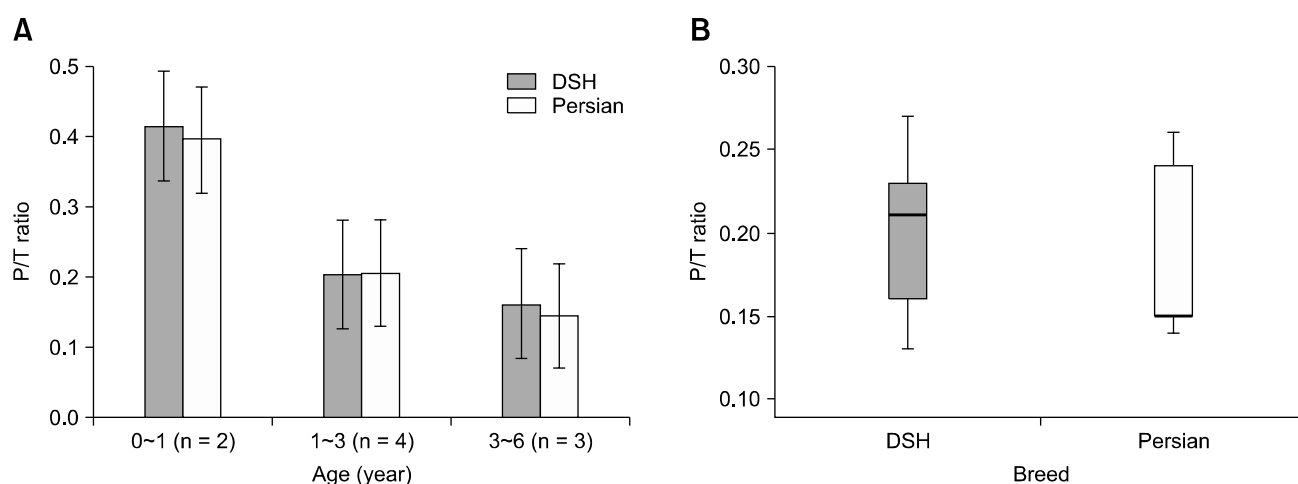 A
P/T ratio
0.5
0.4
0.3
0.2
0.1
0.0
DSH
Persian
0~1 (n = 2)
1~3 (n = 4)
3~6 (n = 3)
Age (year)
B
P/T ratio
0.30
0.25
0.20
0.15
0.10
DSH
Persian
Breed